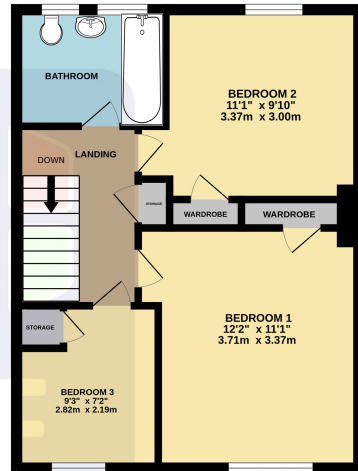 BATHROOM
BEDROOM 2
11'1" x 9'10"
3.37m x 3.00m
DOWN
LANDING
STORAGE
WARDROBE
WARDROBE
BEDROOM 1
12'2" x 11'1"
3.71m x 3.37m
STORAGE
BEDROOM 3
9'3" x 7'2"
2.82m x 2.19m